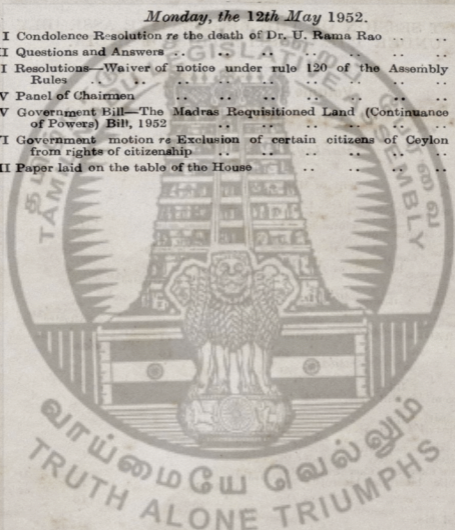 Monday, the 12th May 1952.
I Condolence Resolution re the death of Dr. U. Rama Rao .. .. ..
II Questions and Answers .. .. .. .. .. .. .. ..
I Resolutions—Waiver of notice under rule 120 of the Assembly
Rules .. .. .. .. .. .. .. .. ..
V Panel of Chairmen .. .. .. .. .. .. .. ..
V Government Bill—The Madras Requisitioned Land (Continuance
of Powers) Bill, 1952 .. .. .. .. .. .. ..
VI Government motion re Exclusion of certain citizens of Ceylon
from rights of citizenship .. .. .. .. .. ..
II Paper laid on the table of the House .. .. .. .. ..
வாய்மையே வெல்லும்
TRUTH ALONE TRIUMPHS